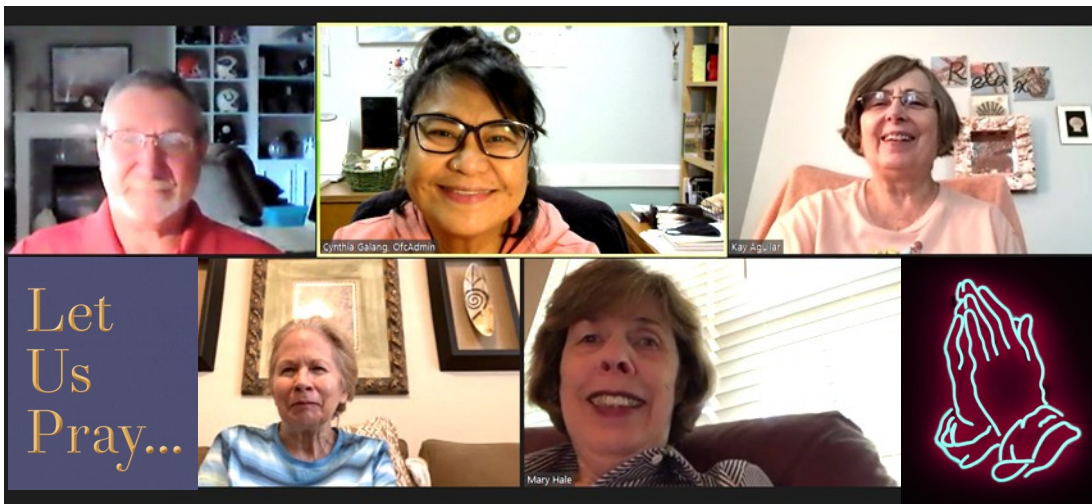 Relax
Cynthia Galang, OfcAdmin
Kay Aguilar
Let
Us
Pray...
Mary Hale